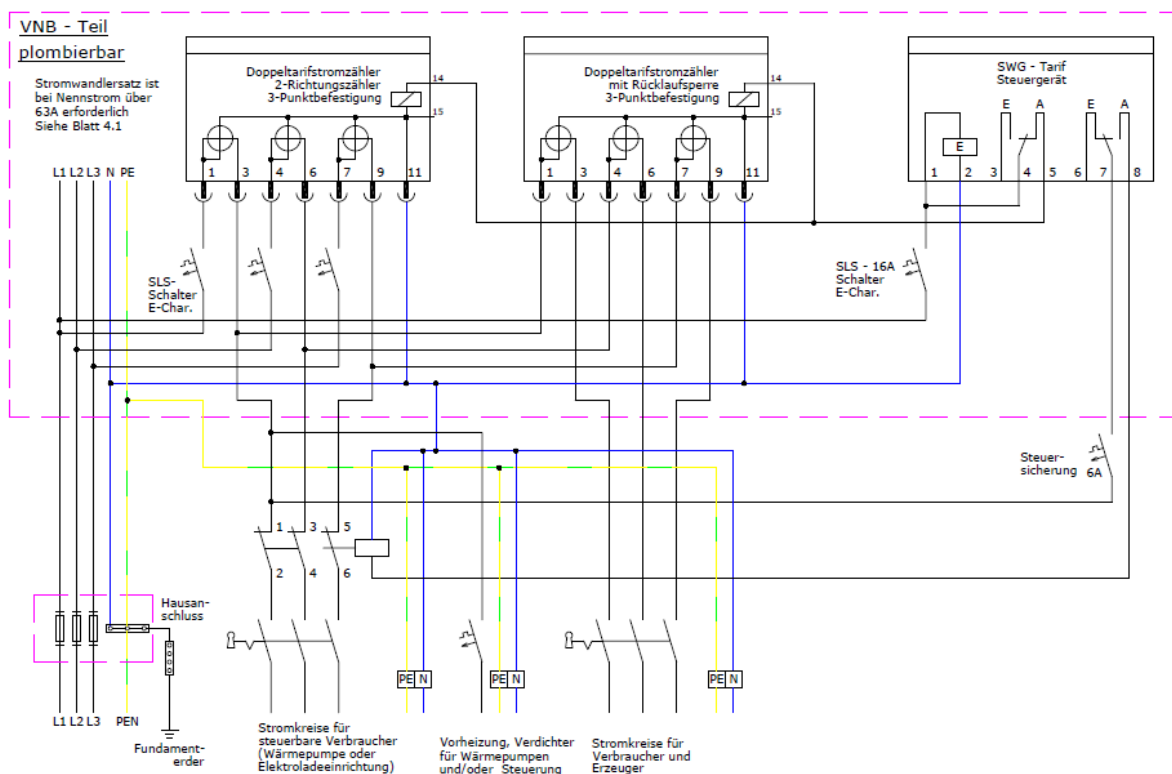 VNB - Teil
plombierbar
Stromwandlersatz ist
bei Nennstrom über
63A erforderlich
Siehe Blatt 4.1
Doppeltarifstromzähler
2-Richtungszähler
3-Punktbefestigung
14
15
1 3 4 6 7 9 11
Doppeltarifstromzähler
mit Rücklaufsperre
3-Punktbefestigung
14
15
1 3 4 6 7 9 11
SWG - Tarif
Steuergerät
E A E A
E
1 2 3 4 5 6 7 8
L1 L2 L3 N PE
SLS-
Schalter
E-Char.
SLS - 16A
Schalter
E-Char.
Steuer-
sicherung 6A
1 3 5
2 4 6
Hausan-
schluss
PE N
PE N
PE N
L1 L2 L3 PEN
Fundament-
erder
Stromkreise für
steuerbare Verbraucher
(Wärmepumpe oder
Elektroladeeinrichtung)
Vorheizung, Verdichter
für Wärmepumpen
und/oder Steuerung
Stromkreise für
Verbraucher und
Erzeuger